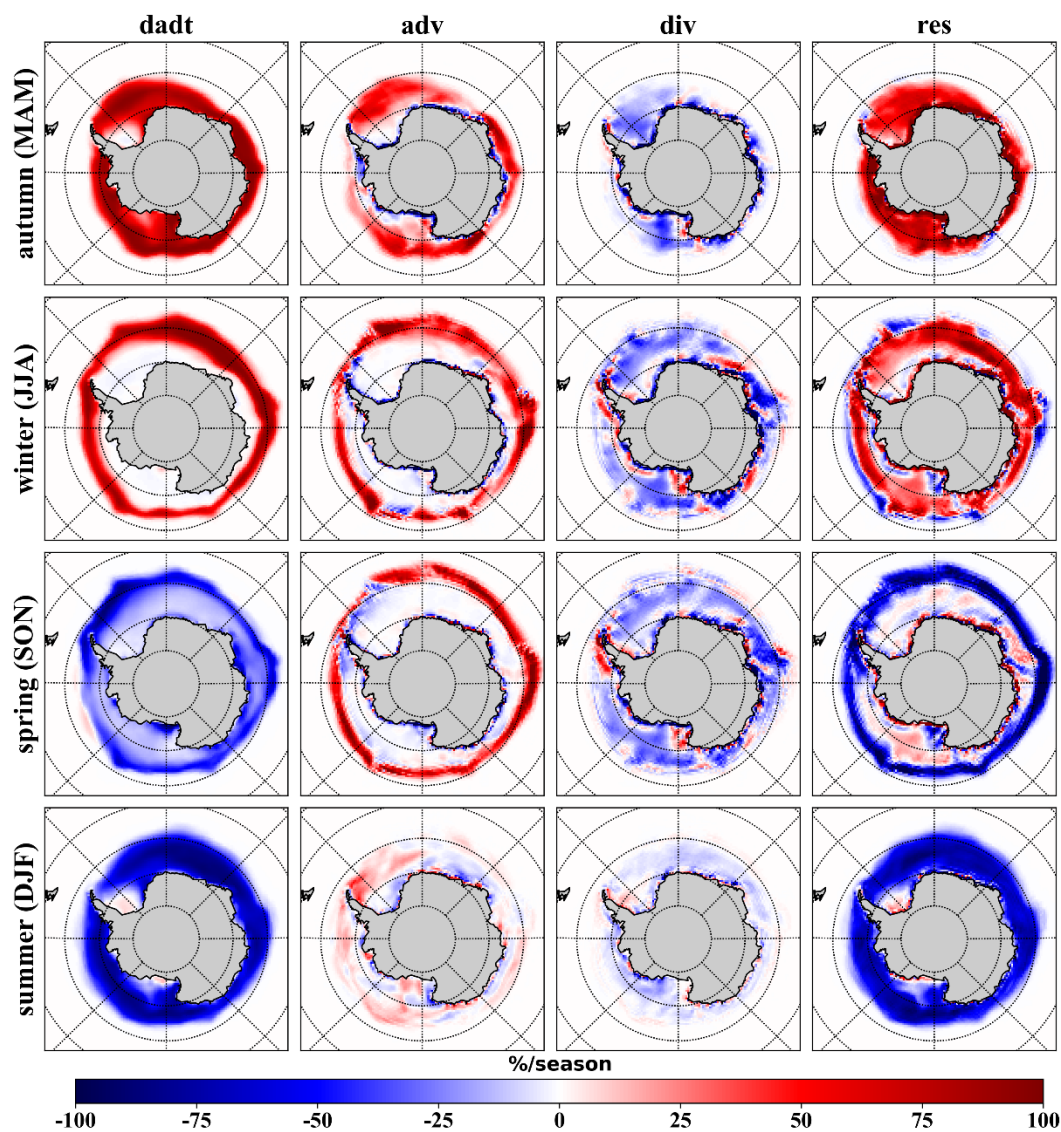 dadt adv div res
autumn (MAM)
winter (JJA)
spring (SON)
summer (DJF)
%/season
-100 -75 -50 -25 0 25 50 75 100